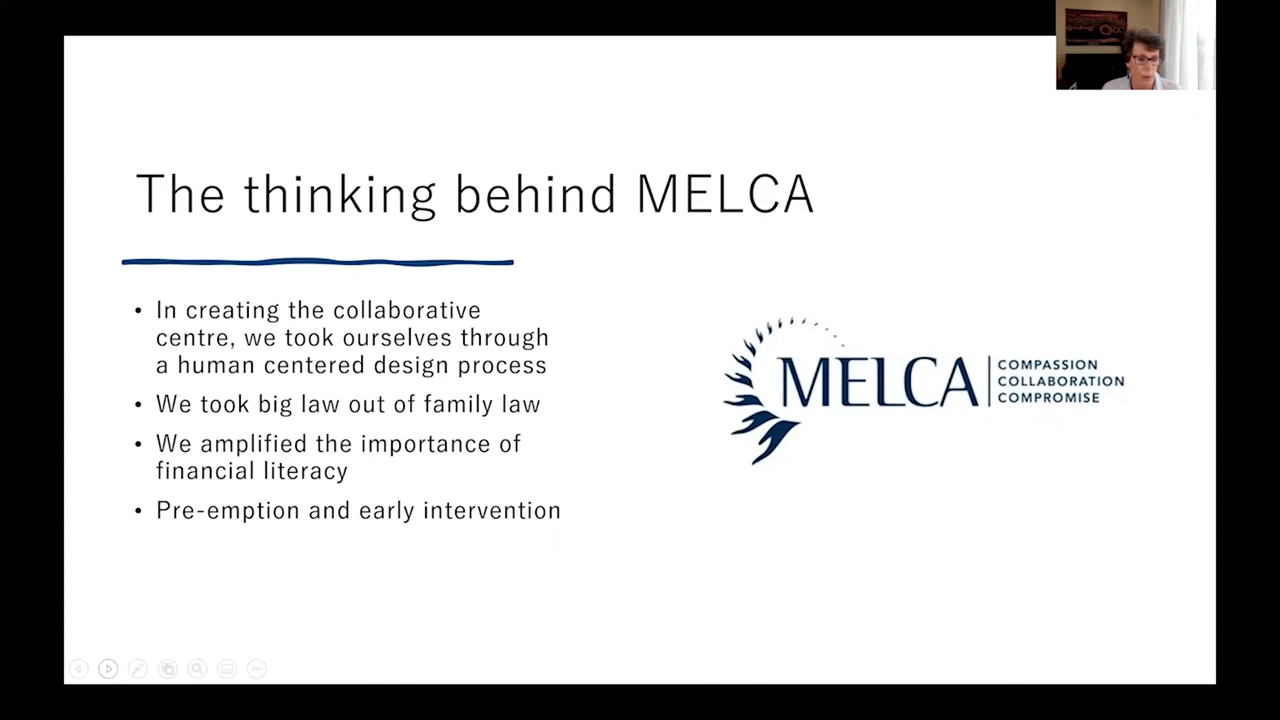 The thinking behind MELCA
• In creating the collaborative
centre, we took ourselves through
a human centered design process
• We took big law out of family law
• We amplified the importance of
financial literacy
• Pre-emption and early intervention
MELCA
COMPASSION
COLLABORATION
COMPROMISE